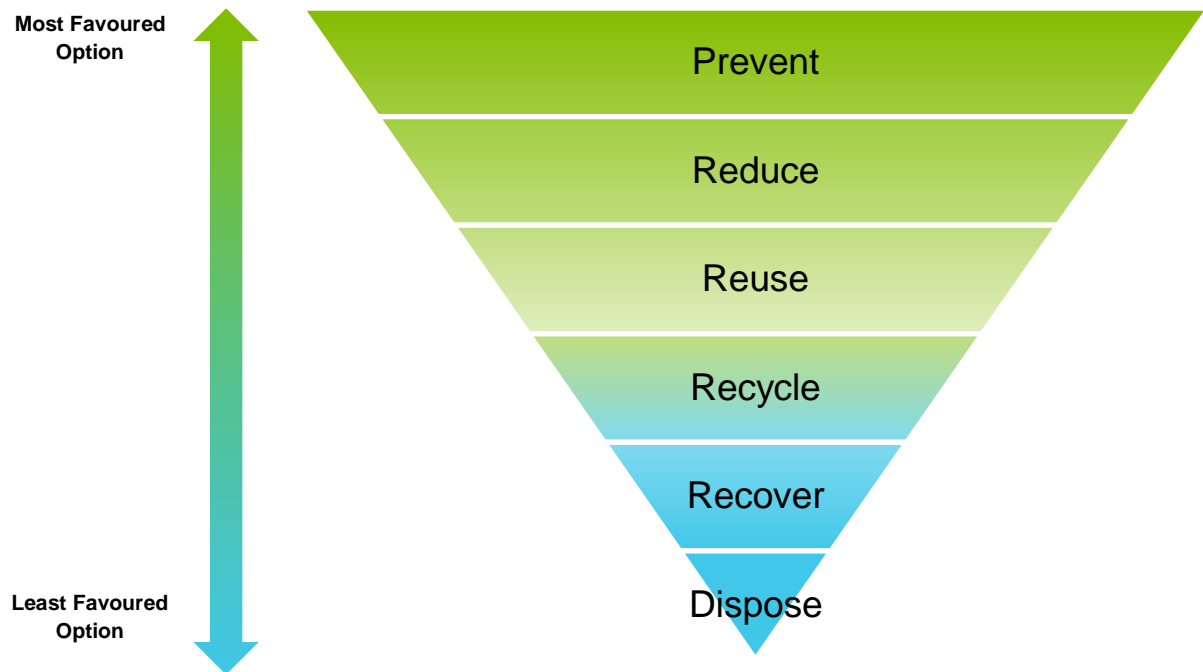 Most Favoured
Option
Prevent
Reduce
Reuse
Recycle
Recover
Dispose
Least Favoured
Option